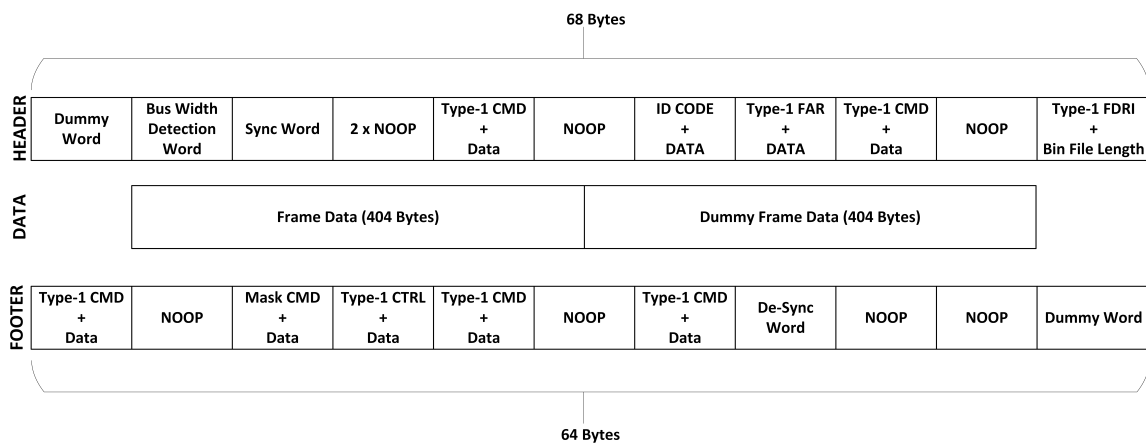 68 Bytes
HEADER
Dummy
Word
Bus Width
Detection
Word
Sync Word
2 x NOOP
Type-1 CMD
+
Data
NOOP
ID CODE
+
DATA
Type-1 FAR
+
DATA
Type-1 CMD
+
Data
NOOP
Type-1 FDRI
+
Bin File Length
DATA
Frame Data (404 Bytes)
Dummy Frame Data (404 Bytes)
FOOTER
Type-1 CMD
+
Data
NOOP
Mask CMD
+
Data
Type-1 CTRL
+
Data
Type-1 CMD
+
Data
NOOP
Type-1 CMD
+
Data
De-Sync
Word
NOOP
NOOP
Dummy Word
64 Bytes